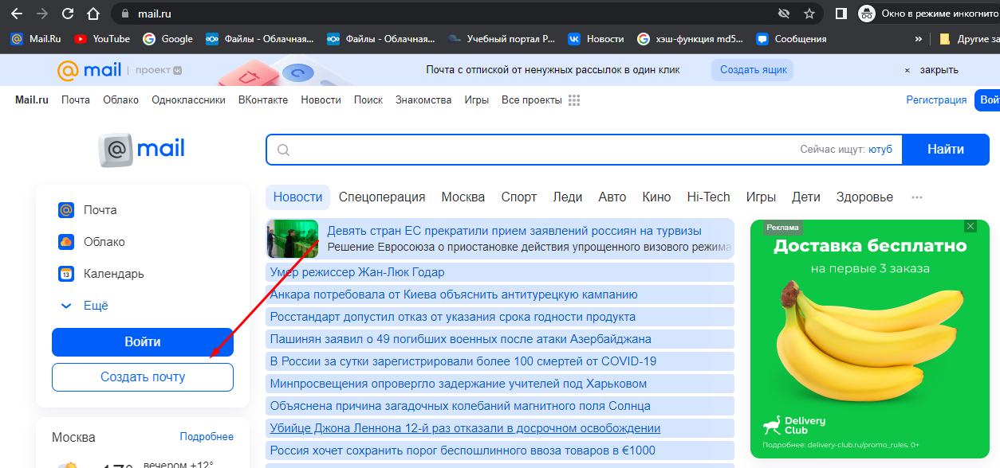 mail.ru
Окно в режиме инкогнито
Mail.Ru YouTube Google Файлы - Облачная... Файлы - Облачная... Учебный портал Р... Новости хэш-функция md5... Сообщения » Другие за
@ mail | проект Почта с отпиской от ненужных рассылок в один клик Создать ящик × закрыть
Mail.ru Почта Облако Одноклассники ВКонтакте Новости Поиск Знакомства Игры Все проекты Регистрация Вой
@ mail
Сейчас ищут: ютуб Найти
Почта
Облако
13 Календарь
Ещё
Войти
Создать почту
Москва Подробнее
вечером +12°
Новости Спецоперация Москва Спорт Леди Авто Кино Hi-Tech Игры Дети Здоровье ...
Девять стран ЕС прекратили прием заявлений россиян на турвизы
Решение Евросоюза о приостановке действия упрощенного визового режима
Умер режиссер Жан-Люк Годар
Анкара потребовала от Киева объяснить антитурецкую кампанию
Росстандарт допустил отказ от указания срока годности продукта
Пашинян заявил о 49 погибших военных после атаки Азербайджана
В России за сутки зарегистрировали более 100 смертей от COVID-19
Минпросвещения опровергло задержание учителей под Харьковом
Объяснена причина загадочных колебаний магнитного поля Солнца
Убийце Джона Леннона 12-й раз отказали в досрочном освобождении
Россия хочет сохранить порог беспошлинного ввоза товаров в €1000
Реклама
Доставка бесплатно
на первые 3 заказа
Delivery
Club
Подробнее: delivery-club.ru/promo_rules. 0+